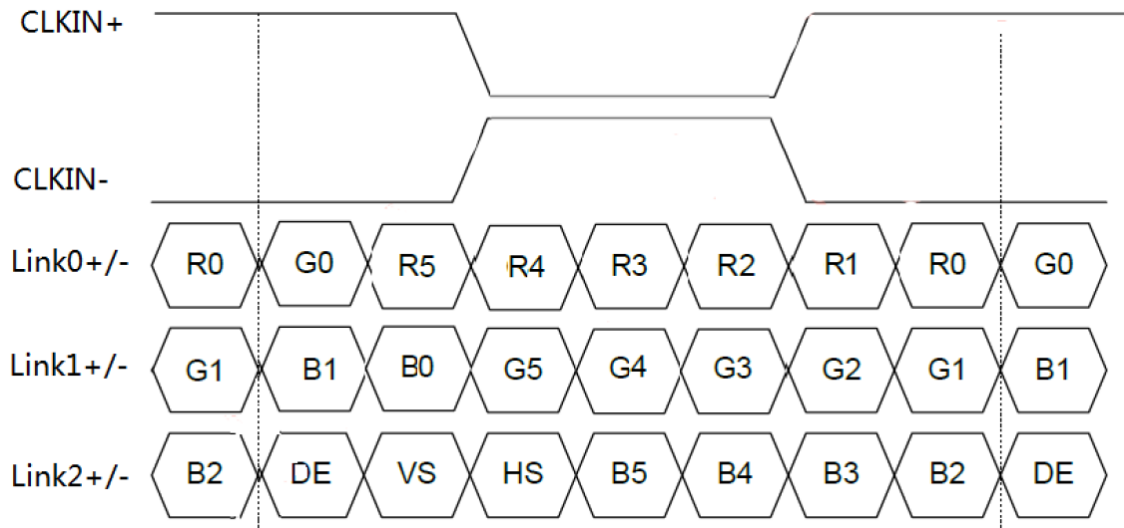 CLKIN+
CLKIN-
Link0+/- R0 G0 R5 R4 R3 R2 R1 R0 G0
Link1+/- G1 B1 B0 G5 G4 G3 G2 G1 B1
Link2+/- B2 DE VS HS B5 B4 B3 B2 DE